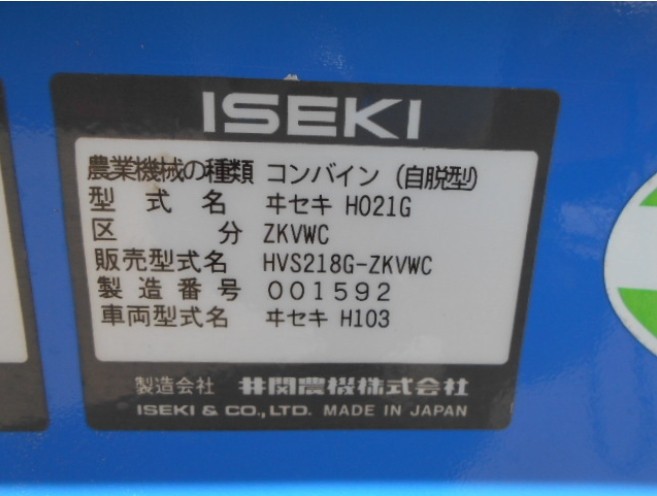 ISEKI
農業機械の種類 コンバイン (自脱型)
型式名 ヰセキ HO21G
区分 ZKVWC
販売型式名 HVS218G-ZKVWC
製造番号 001592
車両型式名 ヰセキ H103
製造会社 井関農機株式会社
ISEKI & CO.,LTD. MADE IN JAPAN